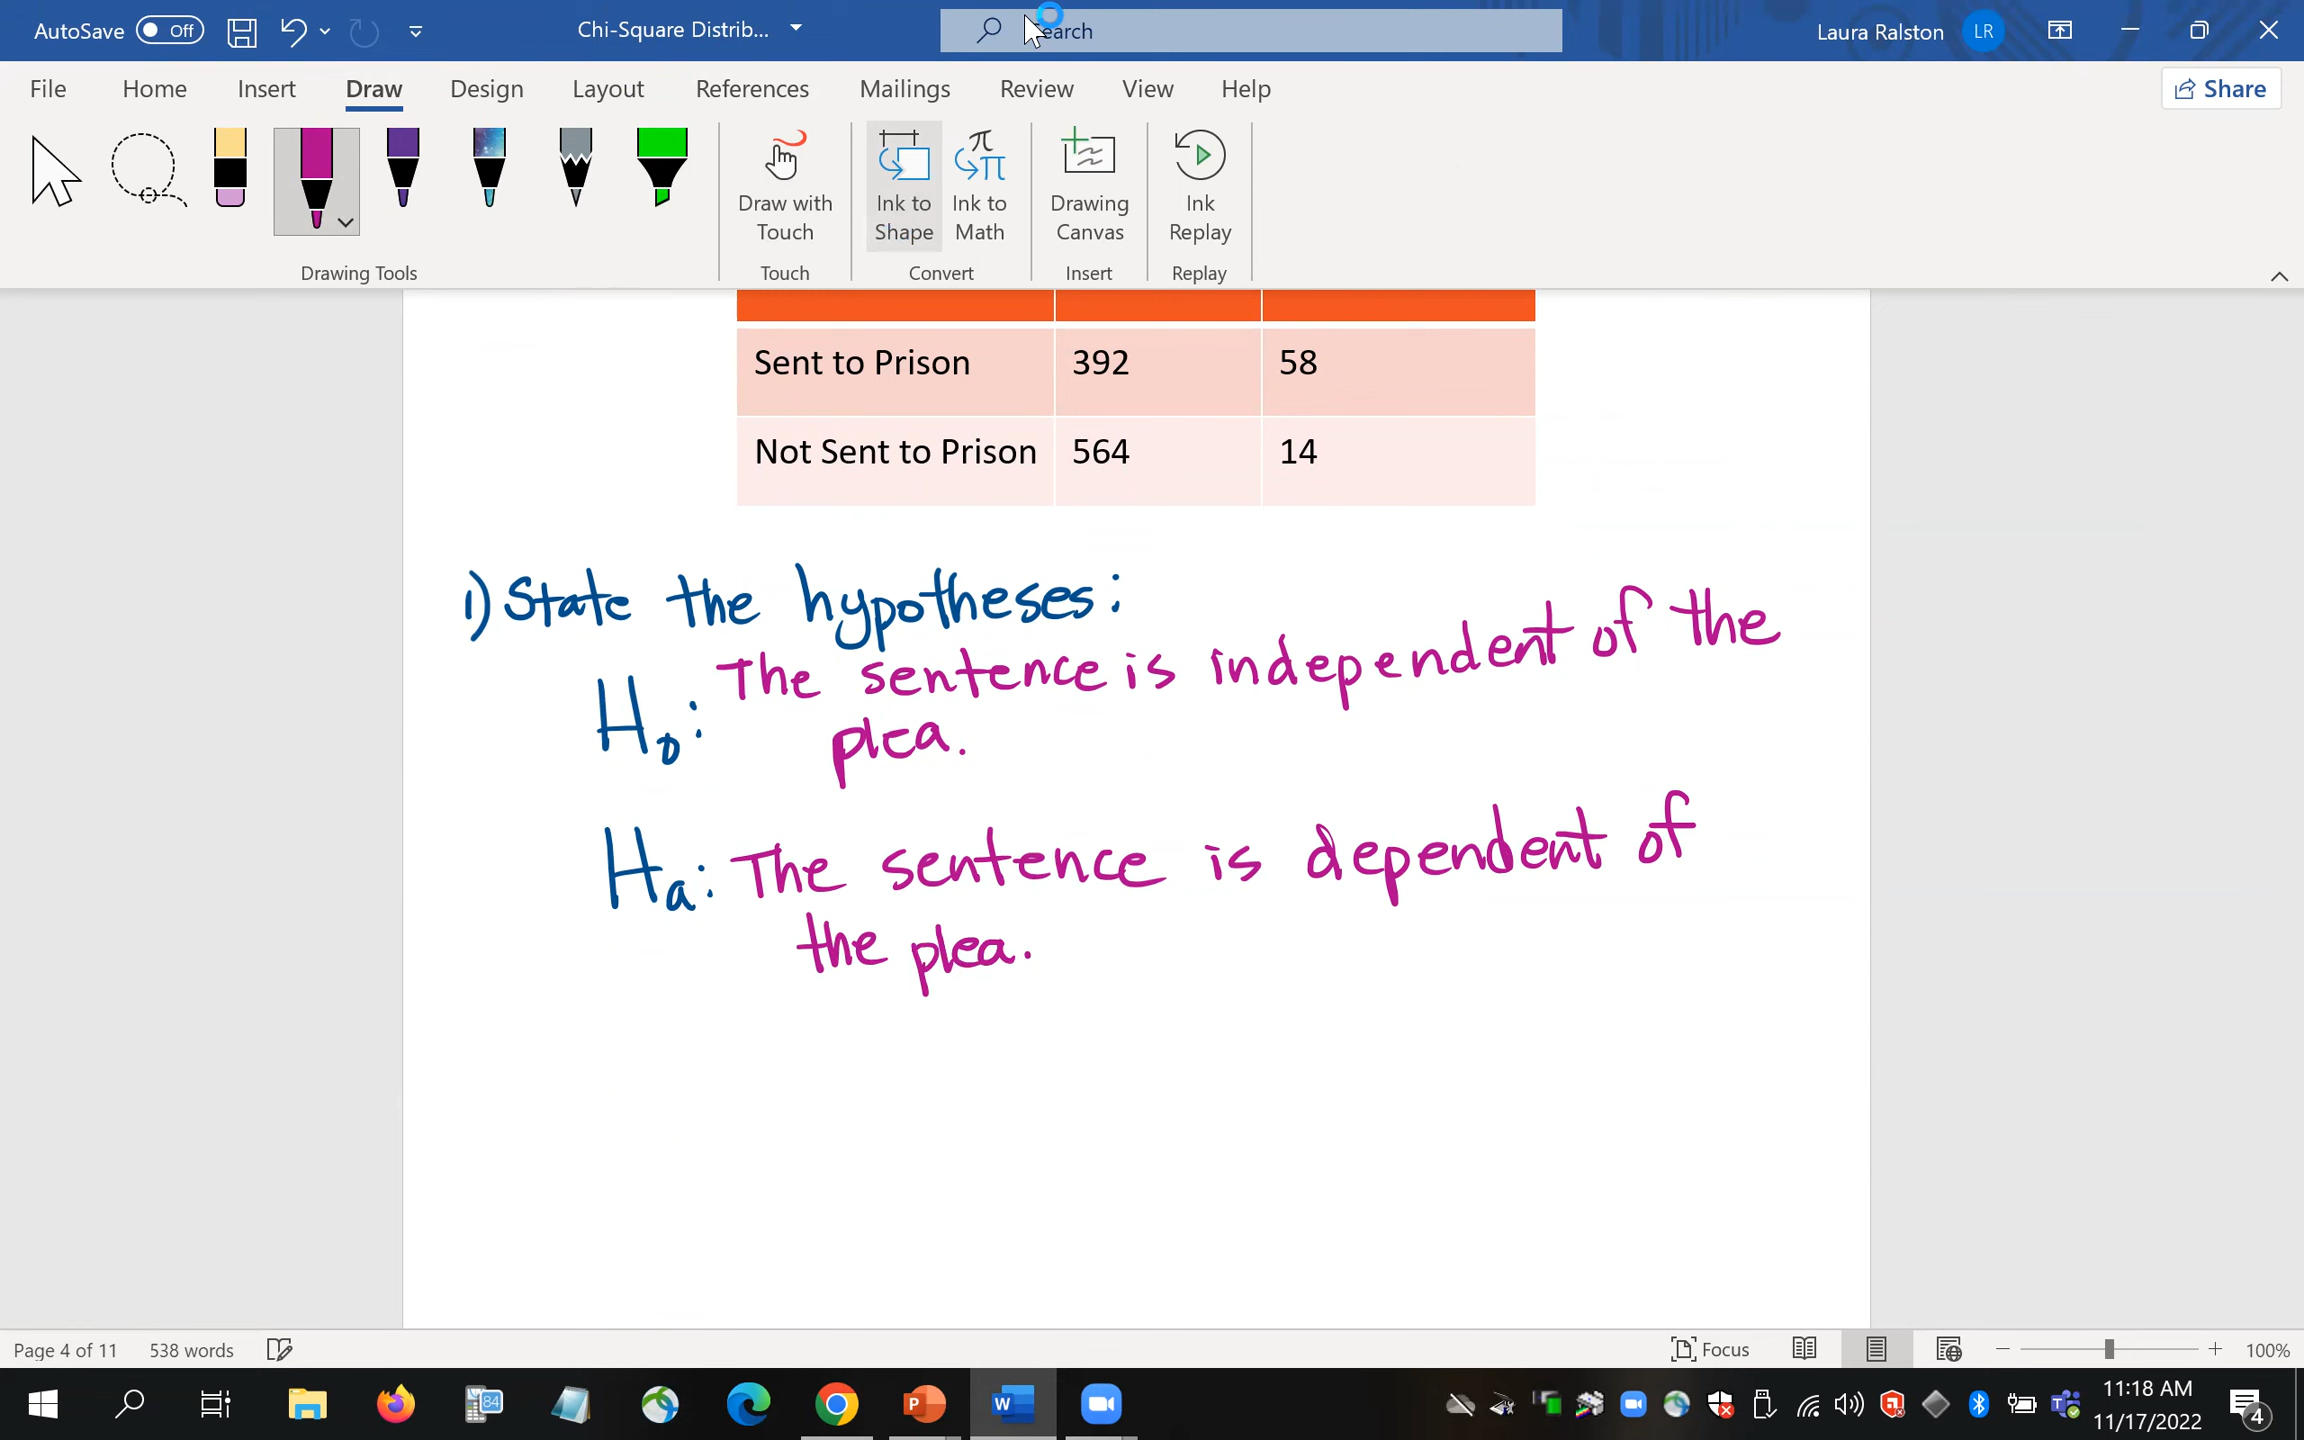 AutoSave Off Chi-Square Distrib... earch Laura Ralston LR
File Home Insert Draw Design Layout References Mailings Review View Help Share
Draw with Touch
Ink to Shape
Ink to Math
Drawing Canvas
Ink Replay
Drawing Tools Touch Convert Insert Replay
Sent to Prison 392 58
Not Sent to Prison 564 14
1) State the hypotheses:
H0: The sentence is independent of the
plea.
Ha: The sentence is dependent of
the plea.
Page 4 of 11 538 words Focus 100%
84 P W 11:18 AM
11/17/2022 4